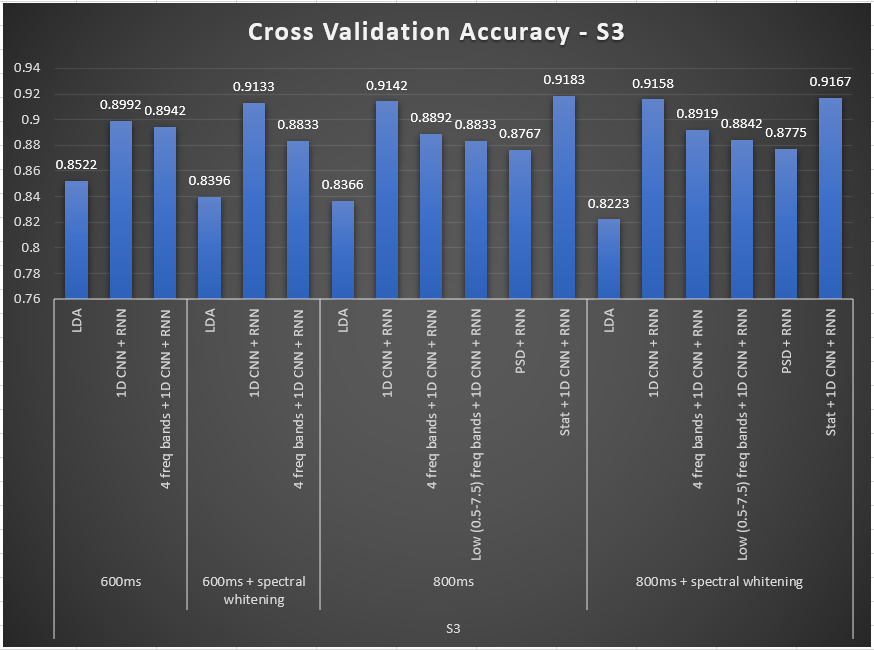 Cross Validation Accuracy - S3
0.94
0.92
0.9
0.88
0.86
0.84
0.82
0.8
0.78
0.76
0.8522
0.8992
0.8942
0.8396
0.9133
0.8833
0.8366
0.9142
0.8892
0.8833
0.8767
0.9183
0.8223
0.9158
0.8919
0.8842
0.8775
0.9167
LDA
1D CNN + RNN
4 freq bands + 1D CNN + RNN
LDA
1D CNN + RNN
4 freq bands + 1D CNN + RNN
LDA
1D CNN + RNN
4 freq bands + 1D CNN + RNN
Low (0.5-7.5) freq bands + 1D CNN + RNN
PSD + RNN
Stat + 1D CNN + RNN
LDA
1D CNN + RNN
4 freq bands + 1D CNN + RNN
Low (0.5-7.5) freq bands + 1D CNN + RNN
PSD + RNN
Stat + 1D CNN + RNN
600ms
600ms + spectral
whitening
800ms
800ms + spectral whitening
S3